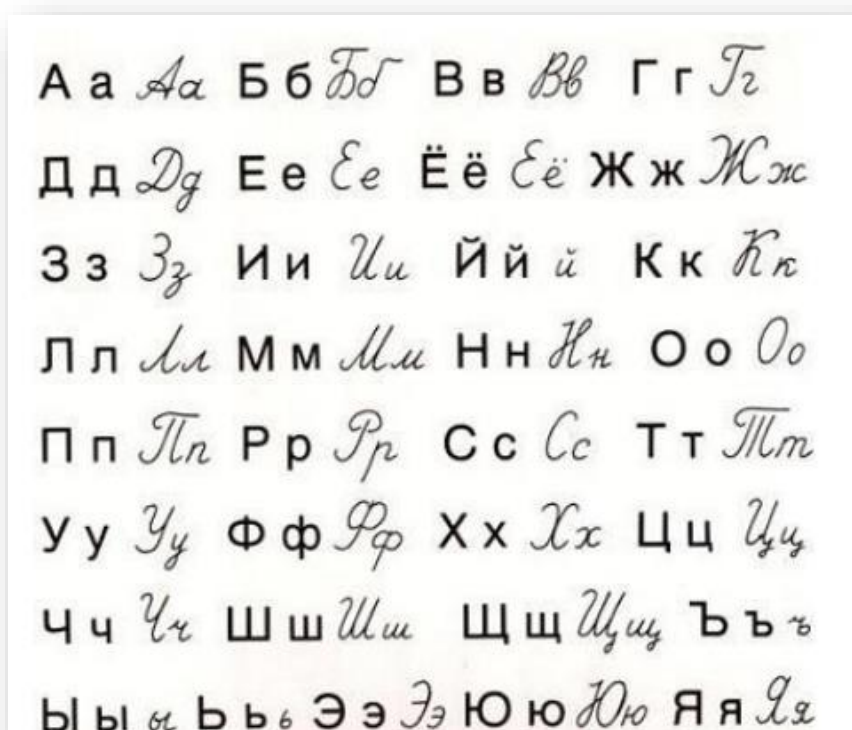 А а Аа Б б Бб В в Вв Г г Гг
Д д Дд Е е Ее Ё ё Её Ж ж Жж
З з Зз И и Ии Й й й К к Кк
Л л Лл М м Мм Н н Нн О о Оо
П п Пп Р р Рр С с Сс Т т Тт
У у Уу Ф ф Фф Х х Хх Ц ц Цц
Ч ч Чч Ш ш Шш Щ щ Щщ Ъ ъ ъ
Ы ы ы Ь ь ь Э э Ээ Ю ю Юю Я я Яя